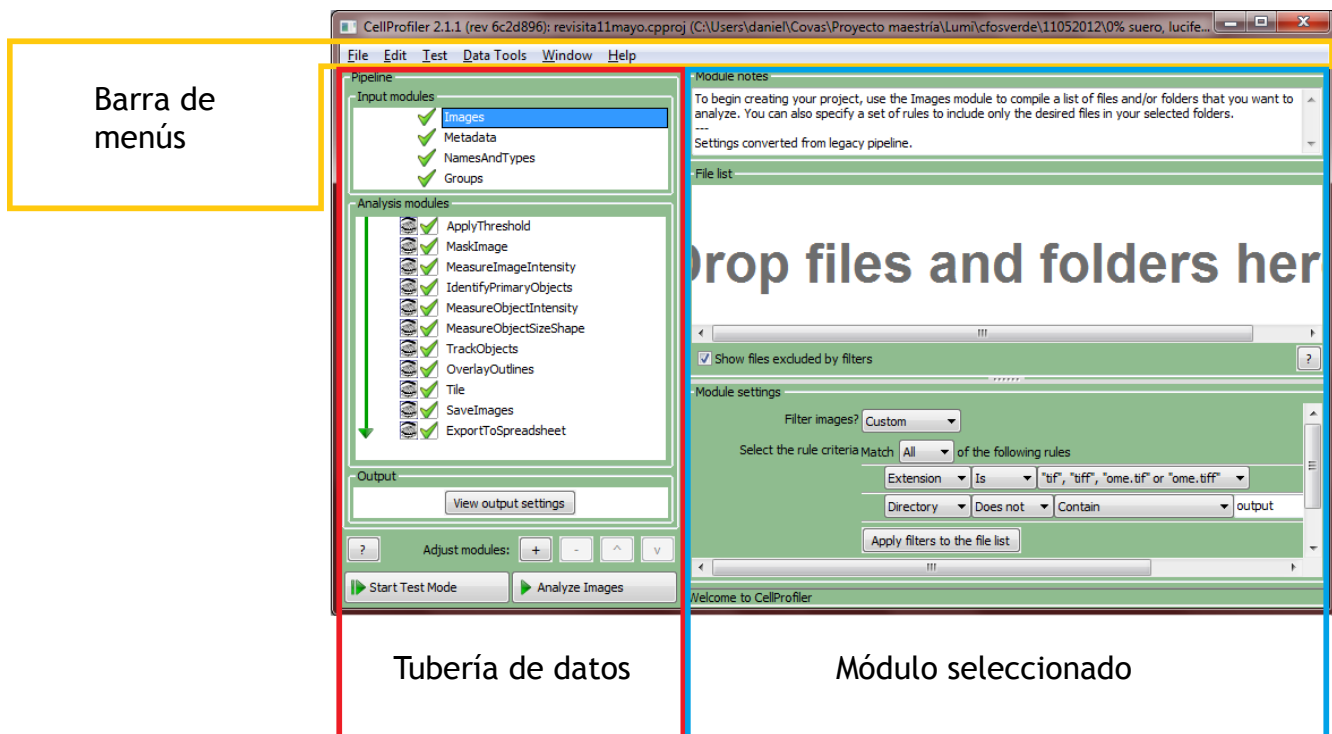 CellProfiler 2.1.1 (rev 6c2d896): revisita11mayo.cpproj (C:\Users\daniel\Covas\Proyecto maestría\Lumi\cfosverde\11052012\0% suero, lucife...
File Edit Test Data Tools Window Help
Barra de
menús
Pipeline
Input modules
Images
Metadata
NamesAndTypes
Groups
Analysis modules
ApplyThreshold
MaskImage
MeasureImageIntensity
IdentifyPrimaryObjects
MeasureObjectIntensity
MeasureObjectSizeShape
TrackObjects
OverlayOutlines
Tile
SaveImages
ExportToSpreadsheet
Output
View output settings
? Adjust modules: + - ^ v
Start Test Mode Analyze Images
Module notes
To begin creating your project, use the Images module to compile a list of files and/or folders that you want to
analyze. You can also specify a set of rules to include only the desired files in your selected folders.
---
Settings converted from legacy pipeline.
File list
Drop files and folders her
Show files excluded by filters ?
Module settings
Filter images? Custom
Select the rule criteria Match All of the following rules
Extension Is "tif", "tiff", "ome.tif" or "ome.tiff"
Directory Does not Contain output
Apply filters to the file list
Welcome to CellProfiler
Tubería de datos
Módulo seleccionado